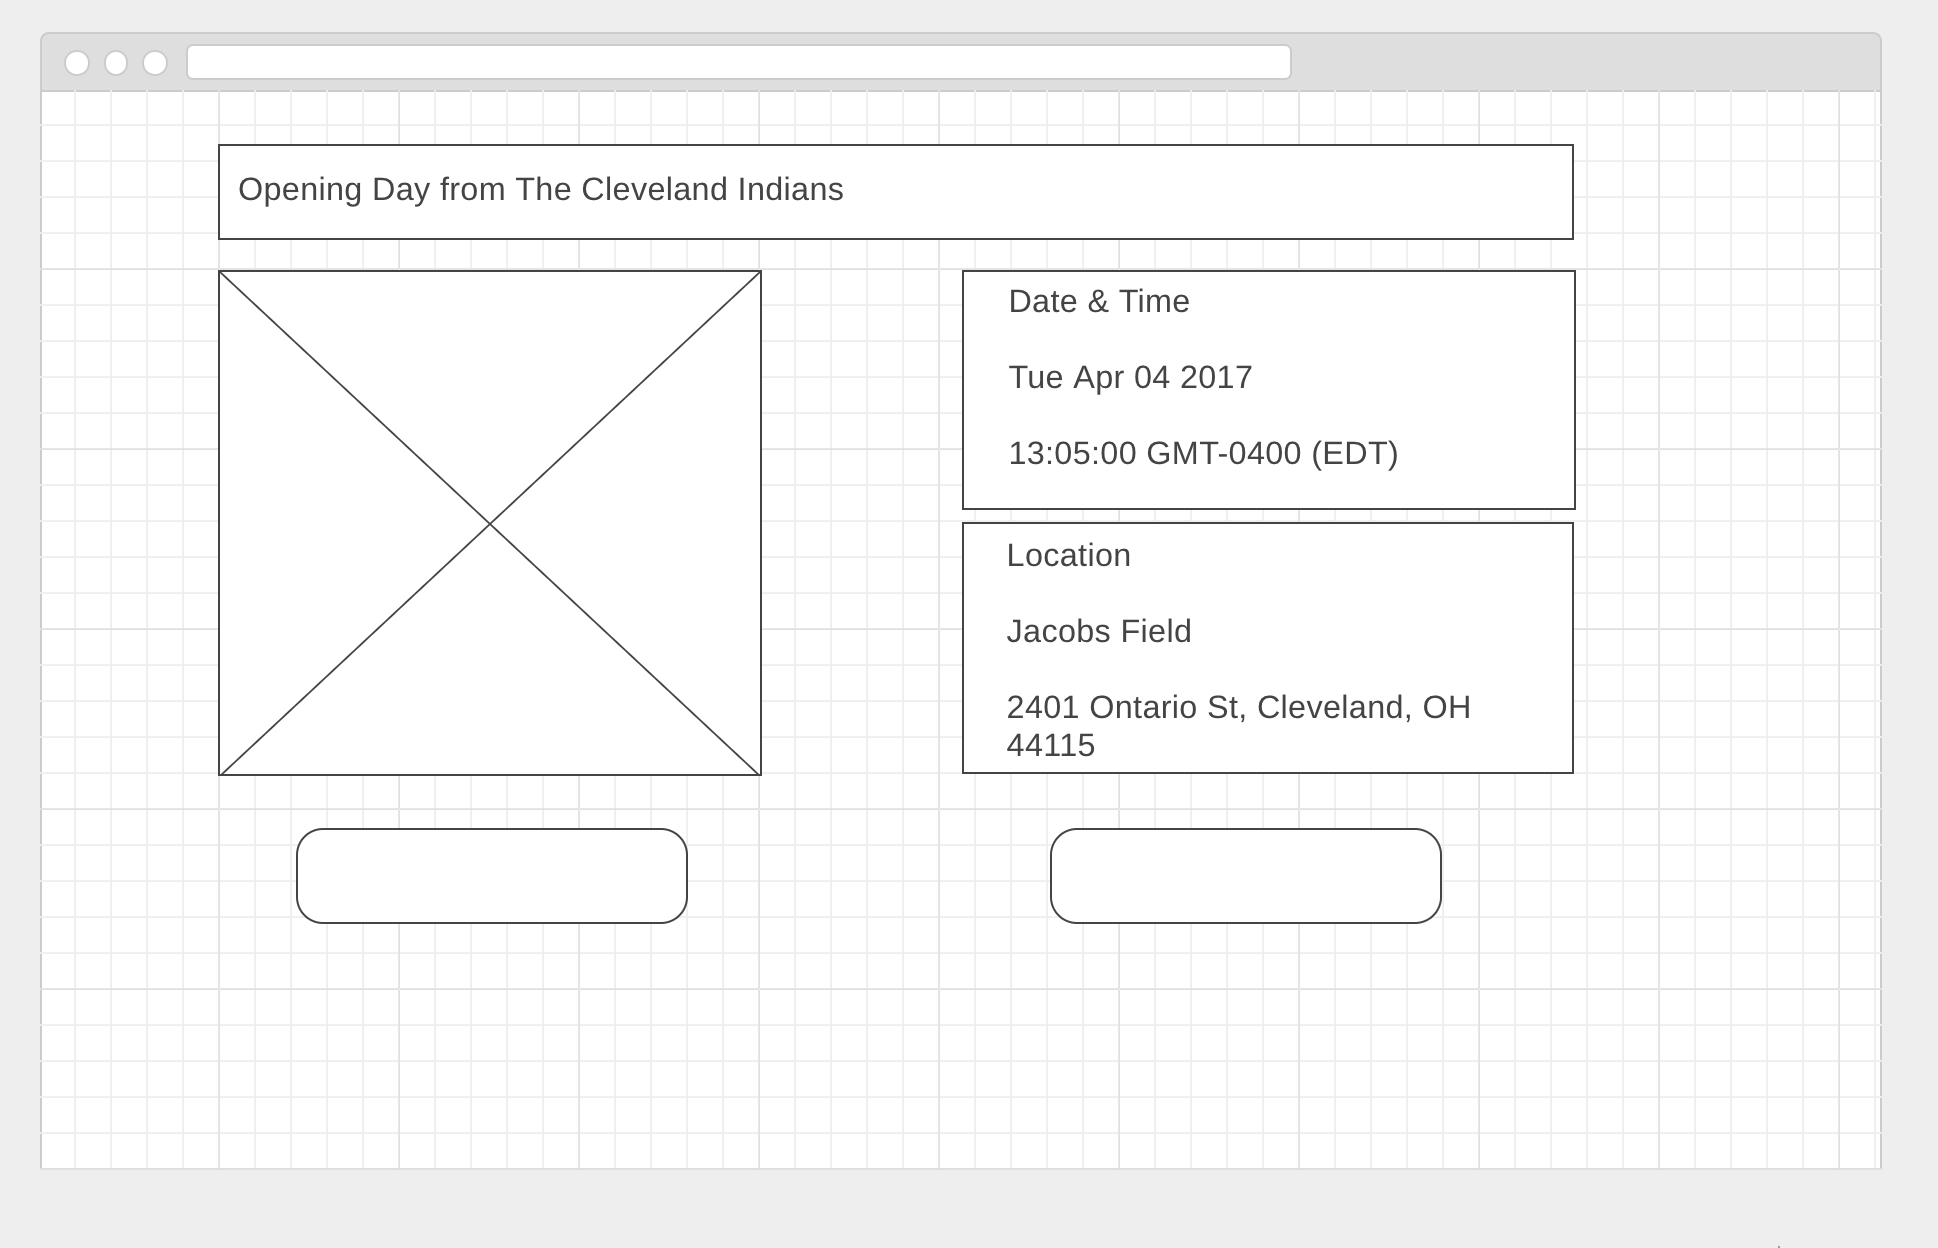 Opening Day from The Cleveland Indians
Date & Time
Tue Apr 04 2017
13:05:00 GMT-0400 (EDT)
Location
Jacobs Field
2401 Ontario St, Cleveland, OH
44115